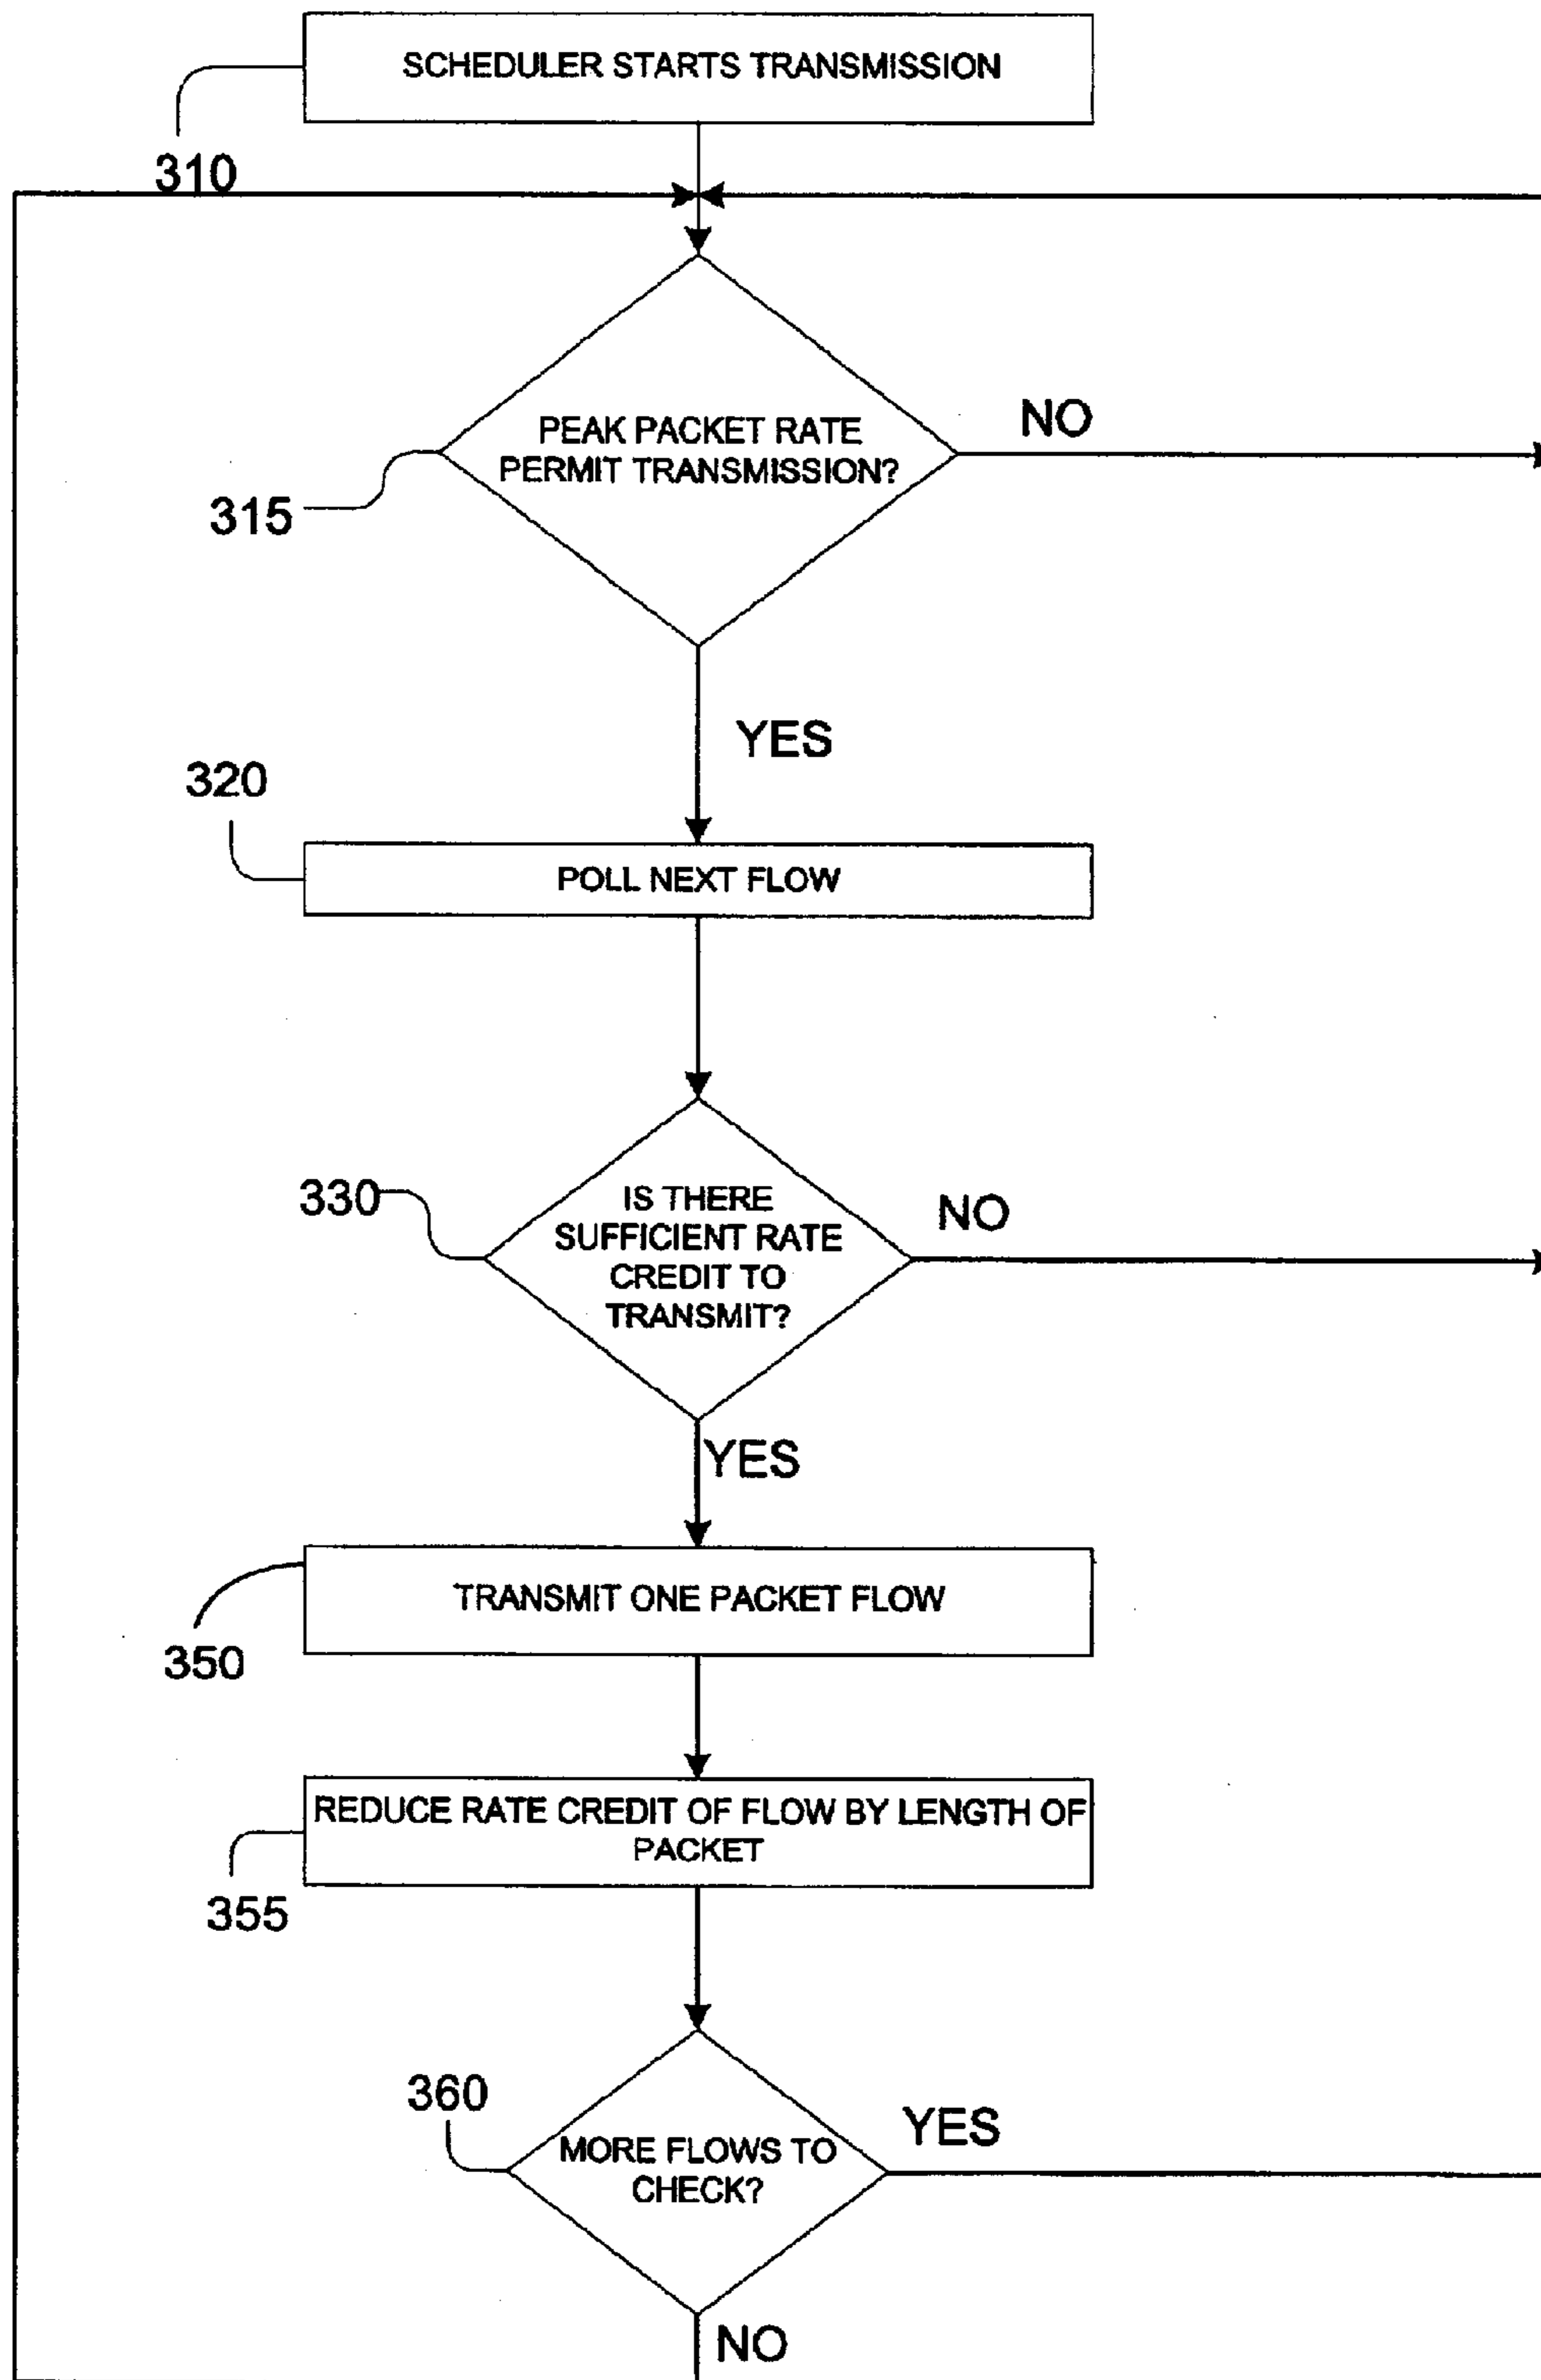 SCHEDULER STARTS TRANSMISSION
310
PEAK PACKET RATE
PERMIT TRANSMISSION?
NO
315
YES
320
POLL NEXT FLOW
330
IS THERE
SUFFICIENT RATE
CREDIT TO
TRANSMIT?
NO
YES
TRANSMIT ONE PACKET FLOW
350
REDUCE RATE CREDIT OF FLOW BY LENGTH OF
PACKET
355
360
MORE FLOWS TO
CHECK?
YES
NO